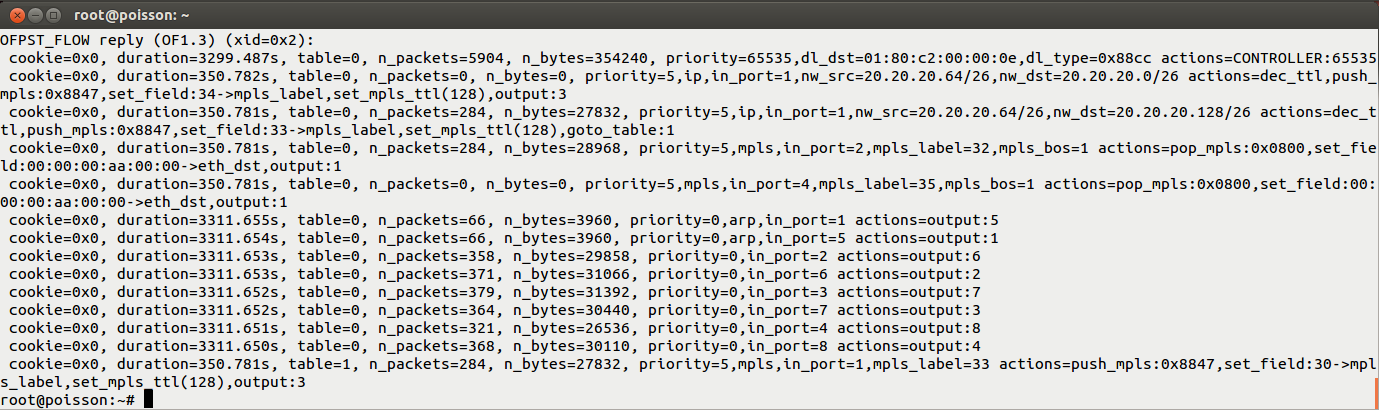 root@poisson: ~
OFPST_FLOW reply (OF1.3) (xid=0x2):
 cookie=0x0, duration=3299.487s, table=0, n_packets=5904, n_bytes=354240, priority=65535,dl_dst=01:80:c2:00:00:0e,dl_type=0x88cc actions=CONTROLLER:65535
 cookie=0x0, duration=350.782s, table=0, n_packets=0, n_bytes=0, priority=5,ip,in_port=1,nw_src=20.20.20.64/26,nw_dst=20.20.20.0/26 actions=dec_ttl,push_
mpls:0x8847,set_field:34->mpls_label,set_mpls_ttl(128),output:3
 cookie=0x0, duration=350.781s, table=0, n_packets=284, n_bytes=27832, priority=5,ip,in_port=1,nw_src=20.20.20.64/26,nw_dst=20.20.20.128/26 actions=dec_t
tl,push_mpls:0x8847,set_field:33->mpls_label,set_mpls_ttl(128),goto_table:1
 cookie=0x0, duration=350.781s, table=0, n_packets=284, n_bytes=28968, priority=5,mpls,in_port=2,mpls_label=32,mpls_bos=1 actions=pop_mpls:0x0800,set_fie
ld:00:00:00:aa:00:00->eth_dst,output:1
 cookie=0x0, duration=350.781s, table=0, n_packets=0, n_bytes=0, priority=5,mpls,in_port=4,mpls_label=35,mpls_bos=1 actions=pop_mpls:0x0800,set_field:00:
00:00:aa:00:00->eth_dst,output:1
 cookie=0x0, duration=3311.655s, table=0, n_packets=66, n_bytes=3960, priority=0,arp,in_port=1 actions=output:5
 cookie=0x0, duration=3311.654s, table=0, n_packets=66, n_bytes=3960, priority=0,arp,in_port=5 actions=output:1
 cookie=0x0, duration=3311.653s, table=0, n_packets=358, n_bytes=29858, priority=0,in_port=2 actions=output:6
 cookie=0x0, duration=3311.653s, table=0, n_packets=371, n_bytes=31066, priority=0,in_port=6 actions=output:2
 cookie=0x0, duration=3311.652s, table=0, n_packets=379, n_bytes=31392, priority=0,in_port=3 actions=output:7
 cookie=0x0, duration=3311.652s, table=0, n_packets=364, n_bytes=30440, priority=0,in_port=7 actions=output:3
 cookie=0x0, duration=3311.651s, table=0, n_packets=321, n_bytes=26536, priority=0,in_port=4 actions=output:8
 cookie=0x0, duration=3311.650s, table=0, n_packets=368, n_bytes=30110, priority=0,in_port=8 actions=output:4
 cookie=0x0, duration=350.781s, table=1, n_packets=284, n_bytes=27832, priority=5,mpls,in_port=1,mpls_label=33 actions=push_mpls:0x8847,set_field:30->mpl
s_label,set_mpls_ttl(128),output:3
root@poisson:~#